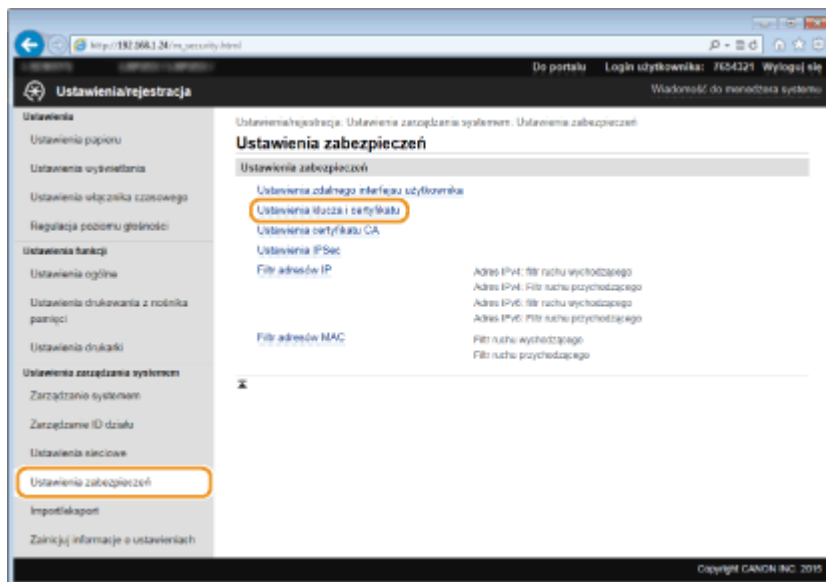 http://192.168.1.24/m_security.html
Do portalu Login użytkownika: 7654321 Wyloguj się
Ustawienia/rejestracja
Wiadomość do menedżera systemu
Ustawienia
Ustawienia papieru
Ustawienia wyświetlania
Ustawienia włącznika czasowego
Regulacja poziomu głośności
Ustawienia funkcji
Ustawienia ogólne
Ustawienia drukowania z nośnika
pamięci
Ustawienia drukarki
Ustawienia zarządzania systemem
Zarządzanie systemem
Zarządzanie ID działu
Ustawienia sieciowe
Ustawienia zabezpieczeń
Import/eksport
Zainicjuj informacje o ustawieniach
Ustawienia/rejestracja: Ustawienia zarządzania systemem: Ustawienia zabezpieczeń
Ustawienia zabezpieczeń
Ustawienia zabezpieczeń
Ustawienia zdalnego interfejsu użytkownika
Ustawienia klucza i certyfikatu
Ustawienia certyfikatu CA
Ustawienia IPSec
Filtr adresów IP
Adres IPv4: filtr ruchu wychodzącego
Adres IPv4: Filtr ruchu przychodzącego
Adres IPv6: filtr ruchu wychodzącego
Adres IPv6: Filtr ruchu przychodzącego
Filtr adresów MAC
Filtr ruchu wychodzącego
Filtr ruchu przychodzącego
Copyright CANON INC. 2015